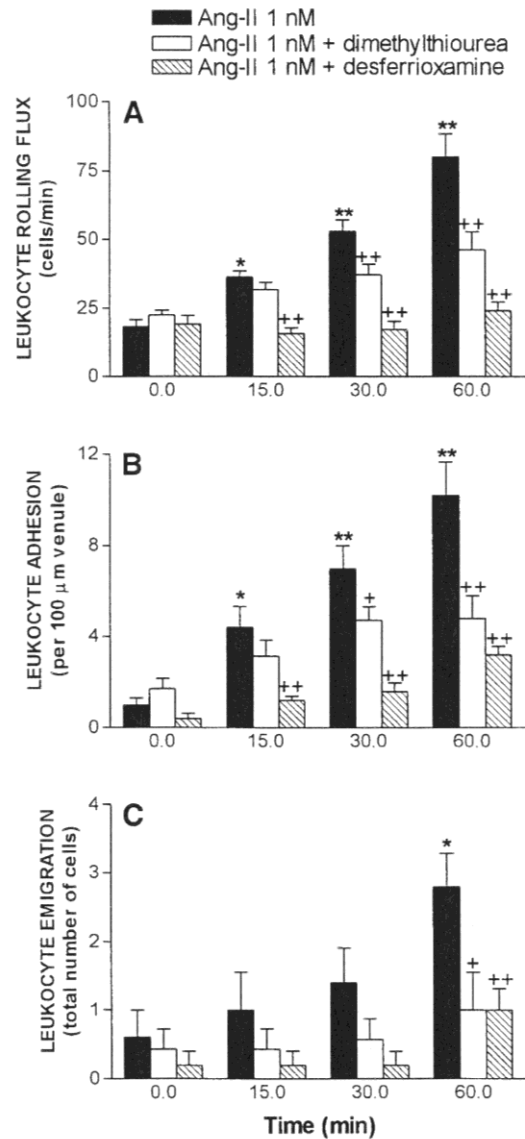 Ang-II 1 nM
Ang-II 1 nM + dimethylthiourea
Ang-II 1 nM + desferrioxamine
A
LEUKOCYTE ROLLING FLUX
(cells/min)
100
75
50
25
0
*
++
**
++
++
**
++
++
0.0 15.0 30.0 60.0
B
LEUKOCYTE ADHESION
(per 100 µm venule)
12
8
4
0
*
++
**
+
++
**
++
++
0.0 15.0 30.0 60.0
C
LEUKOCYTE EMIGRATION
(total number of cells)
4
3
2
1
0
*
+
++
0.0 15.0 30.0 60.0
Time (min)